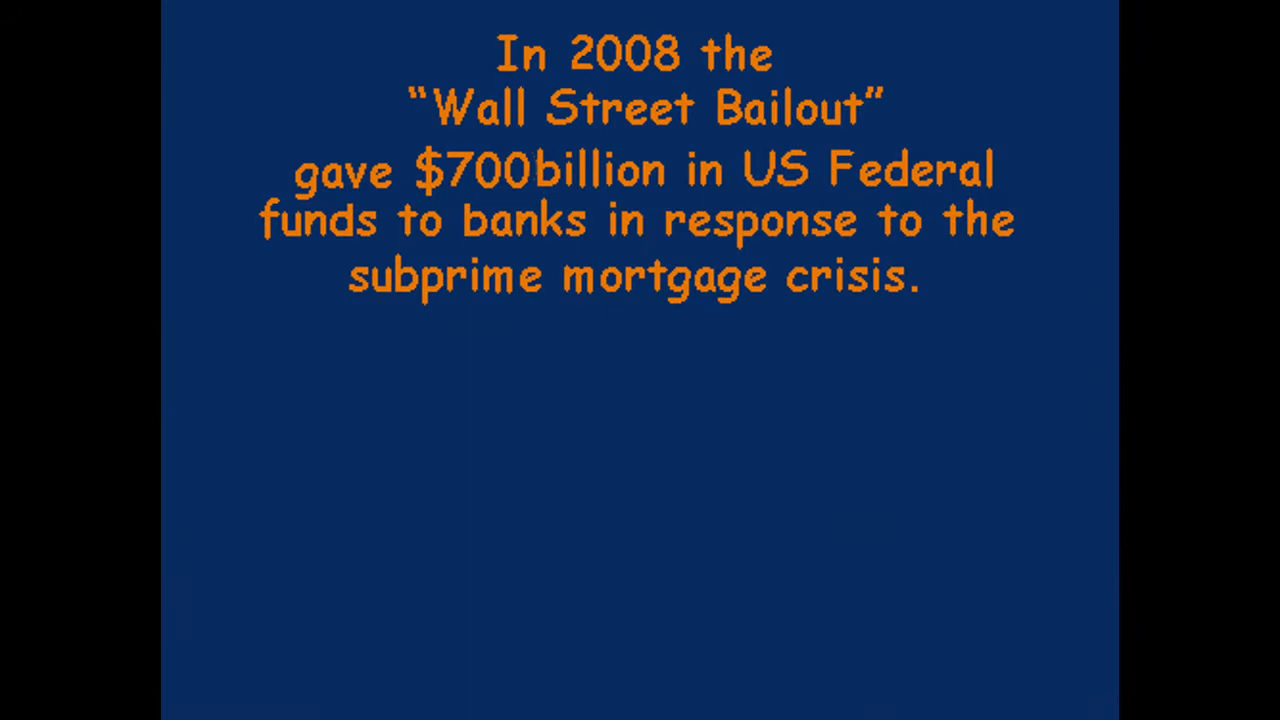 In 2008 the
“Wall Street Bailout”
gave $700billion in US Federal
funds to banks in response to the
subprime mortgage crisis.